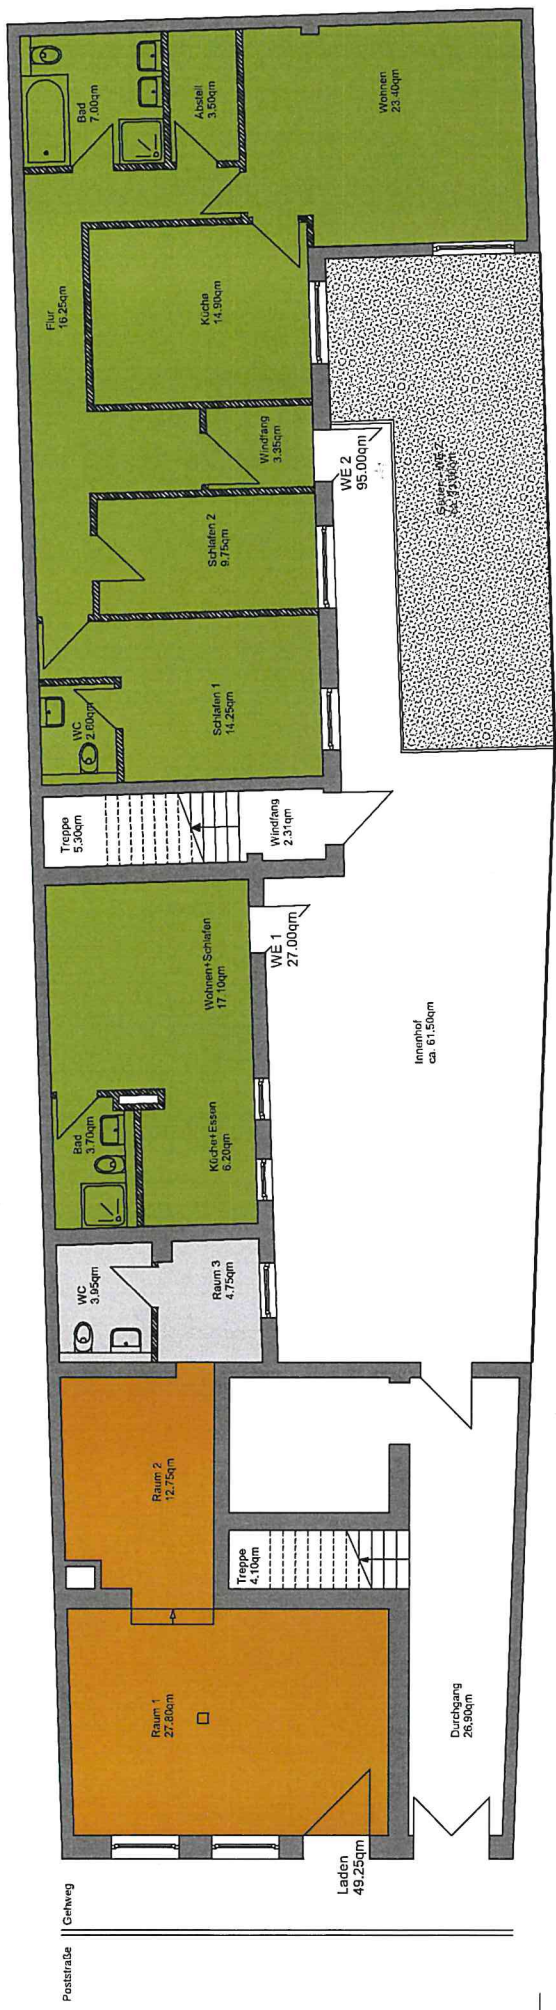 Poststraße
Gehweg
Laden
49.25qm
Raum 1
27.80qm
Durchgang
26.90qm
Treppe
4.10qm
Raum 2
12.75qm
WC
3.95qm
Raum 3
4.75qm
Bad
3.70qm
Küche+Essen
6.20qm
Wohnen+Schlafen
17.10qm
WE 1
27.00qm
Innenhof
ca. 61.50qm
Treppe
5.30qm
Windfang
2.31qm
WC
2.60qm
Schlafen 1
14.25qm
Schlafen 2
9.75qm
Windfang
3.35qm
WE 2
95.00qm
WE 2
ca.
Flur
16.25qm
Küche
14.90qm
Bad
7.00qm
Abstell
3.50qm
Wohnen
23.40qm